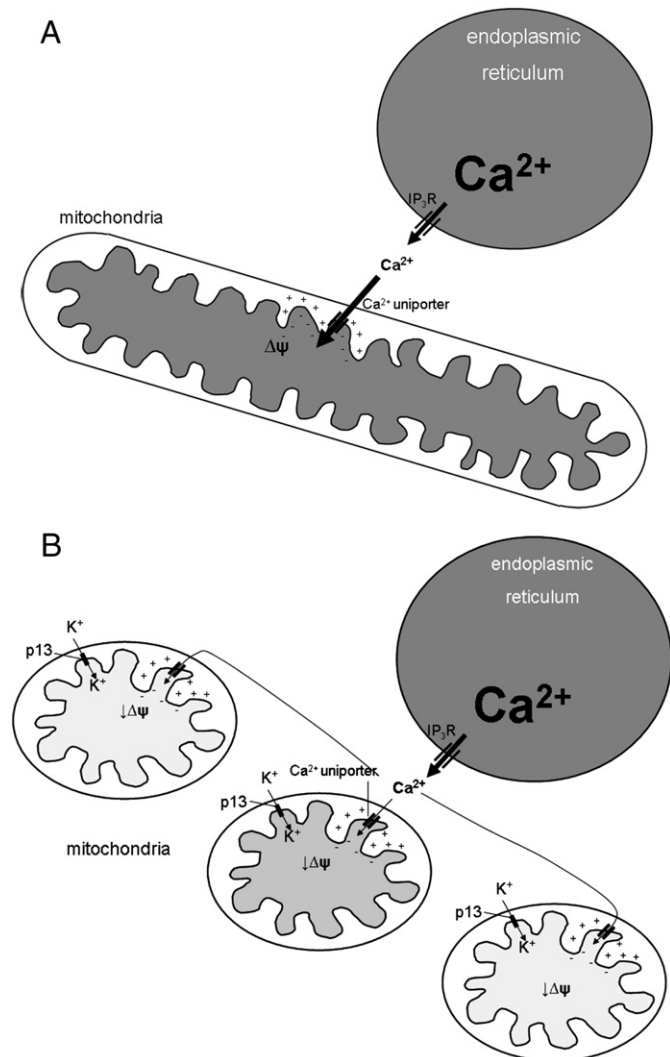 A
endoplasmic
reticulum
Ca²⁺
IP₃R
mitochondria
Ca²⁺
Ca²⁺ uniporter
+ + + + + + + + +
- - - - - - -
Δψ
B
endoplasmic
reticulum
Ca²⁺
K⁺
p13
K⁺
+ + + + + +
- - - -
↓Δψ
IP₃R
Ca²⁺ uniporter
Ca²⁺
K⁺
p13
K⁺
+ + + + + +
- - - -
↓Δψ
mitochondria
K⁺
p13
K⁺
+ + + + + +
- - - -
↓Δψ